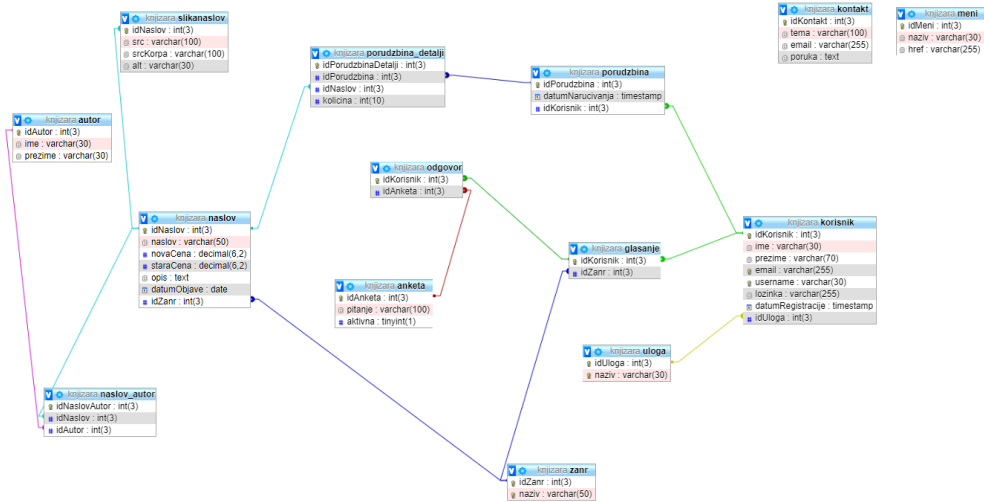 knjizara slikanaslov
idNaslov : int(3)
src : varchar(100)
srcKorpa : varchar(100)
alt : varchar(30)
knjizara kontakt
idKontakt : int(3)
tema : varchar(100)
email : varchar(255)
poruka : text
knjizara meni
idMeni : int(3)
naziv : varchar(30)
href : varchar(255)
knjizara porudzbina_detalji
idPorudzbinaDetalji : int(3)
idPorudzbina : int(3)
idNaslov : int(3)
kolicina : int(10)
knjizara porudzbina
idPorudzbina : int(3)
datumNarucivanja : timestamp
idKorisnik : int(3)
knjizara autor
idAutor : int(3)
ime : varchar(30)
prezime : varchar(30)
knjizara odgovor
idKorisnik : int(3)
idAnketa : int(3)
knjizara naslov
idNaslov : int(3)
naslov : varchar(50)
novaCena : decimal(6,2)
staraCena : decimal(6,2)
opis : text
datumObjave : date
idZanr : int(3)
knjizara glasanje
idKorisnik : int(3)
idZanr : int(3)
knjizara korisnik
idKorisnik : int(3)
ime : varchar(30)
prezime : varchar(70)
email : varchar(255)
username : varchar(30)
lozinka : varchar(255)
datumRegistracije : timestamp
idUloga : int(3)
knjizara anketa
idAnketa : int(3)
pitanje : varchar(100)
aktivna : tinyint(1)
knjizara uloga
idUloga : int(3)
naziv : varchar(30)
knjizara naslov_autor
idNaslovAutor : int(3)
idNaslov : int(3)
idAutor : int(3)
knjizara zanr
idZanr : int(3)
naziv : varchar(50)